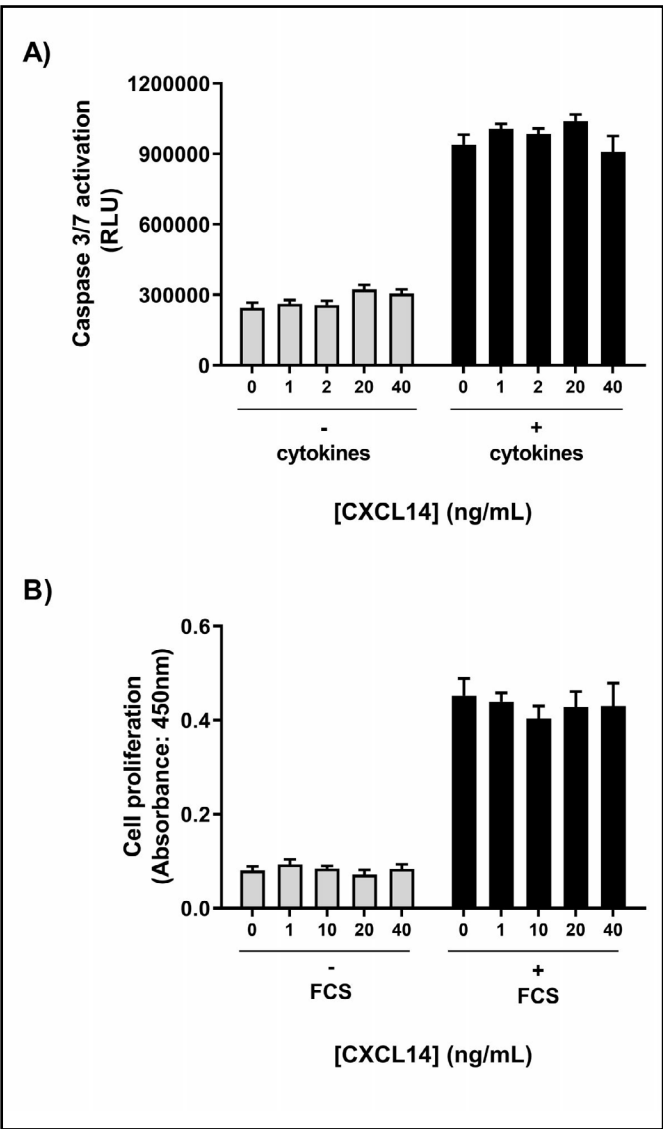 A)
1200000
900000
600000
300000
0
Caspase 3/7 activation
(RLU)
0 1 2 20 40 0 1 2 20 40
- +
cytokines cytokines
[CXCL14] (ng/mL)
B)
0.6
0.4
0.2
0.0
Cell proliferation
(Absorbance: 450nm)
0 1 10 20 40 0 1 10 20 40
- +
FCS FCS
[CXCL14] (ng/mL)